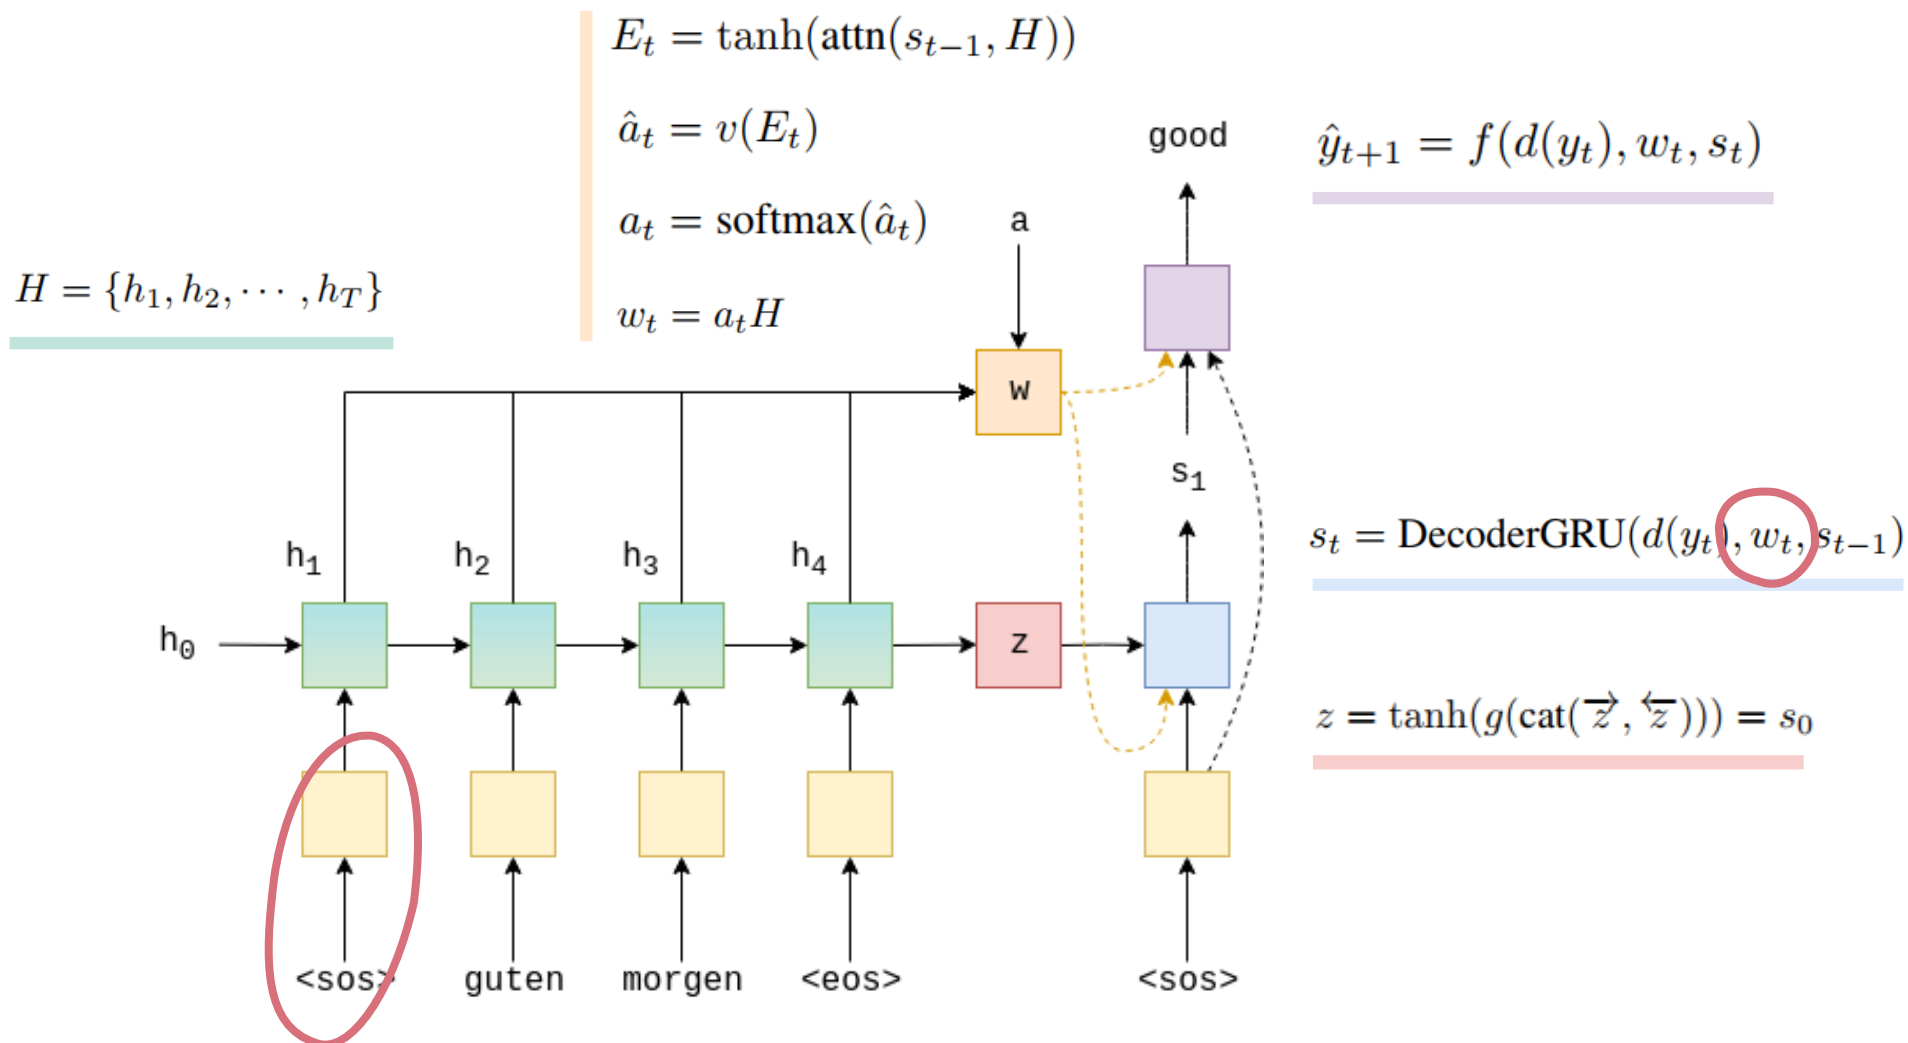 E_t = tanh(attn(s_{t−1}, H))
â_t = v(E_t)
a_t = softmax(â_t)
w_t = a_t H
H = {h_1, h_2, ⋯ , h_T}
a
good
ŷ_{t+1} = f(d(y_t), w_t, s_t)
w
s_1
s_t = DecoderGRU(d(y_t), w_t, s_{t−1})
h_1 h_2 h_3 h_4
h_0
z
z = tanh(g(cat(z→, z←))) = s_0
<sos> guten morgen <eos> <sos>